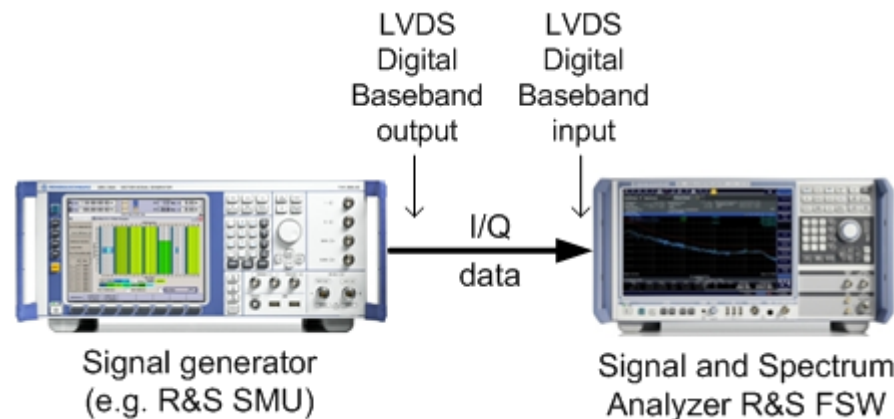 LVDS
Digital
Baseband
output
LVDS
Digital
Baseband
input
I/Q
data
Signal generator
(e.g. R&S SMU)
Signal and Spectrum
Analyzer R&S FSW